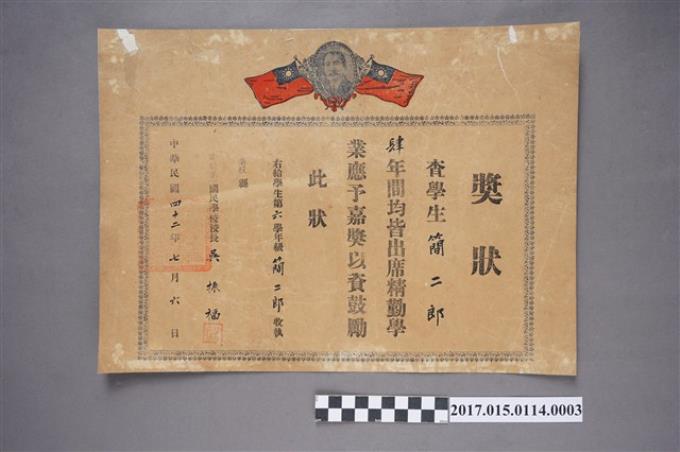 獎狀
查學生 簡二郎
肆年間均皆出席精勤學
業應予嘉獎以資鼓勵
此狀
右給學生第六學年級 簡二郎 收執
縣
國民學校校長 吳 福
中華民國 四十二 年 七 月 六 日
2017.015.0114.0003